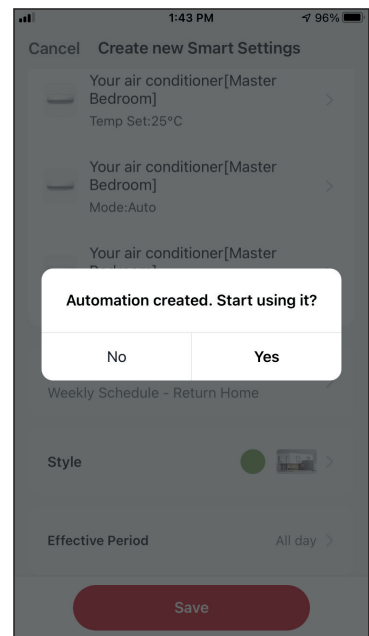 1:43 PM
96%
Cancel Create new Smart Settings
Your air conditioner[Master
Bedroom]
Temp Set:25°C
Your air conditioner[Master
Bedroom]
Mode:Auto
Your air conditioner[Master
Automation created. Start using it?
No Yes
Weekly Schedule - Return Home
Style
Effective Period All day
Save